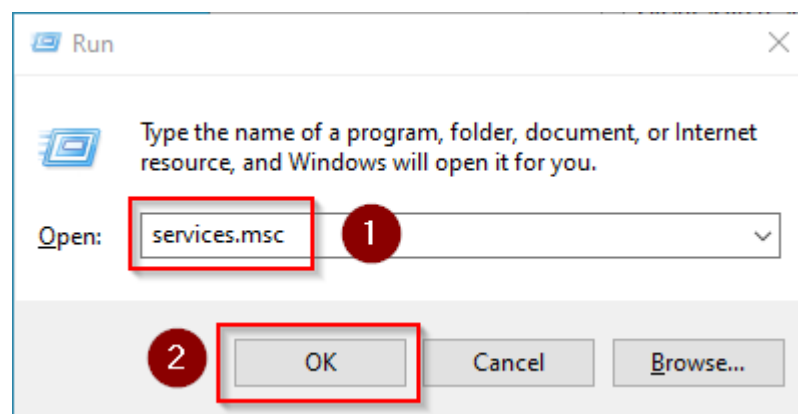 Run
Type the name of a program, folder, document, or Internet
resource, and Windows will open it for you.
Open: services.msc 1
2 OK Cancel Browse...